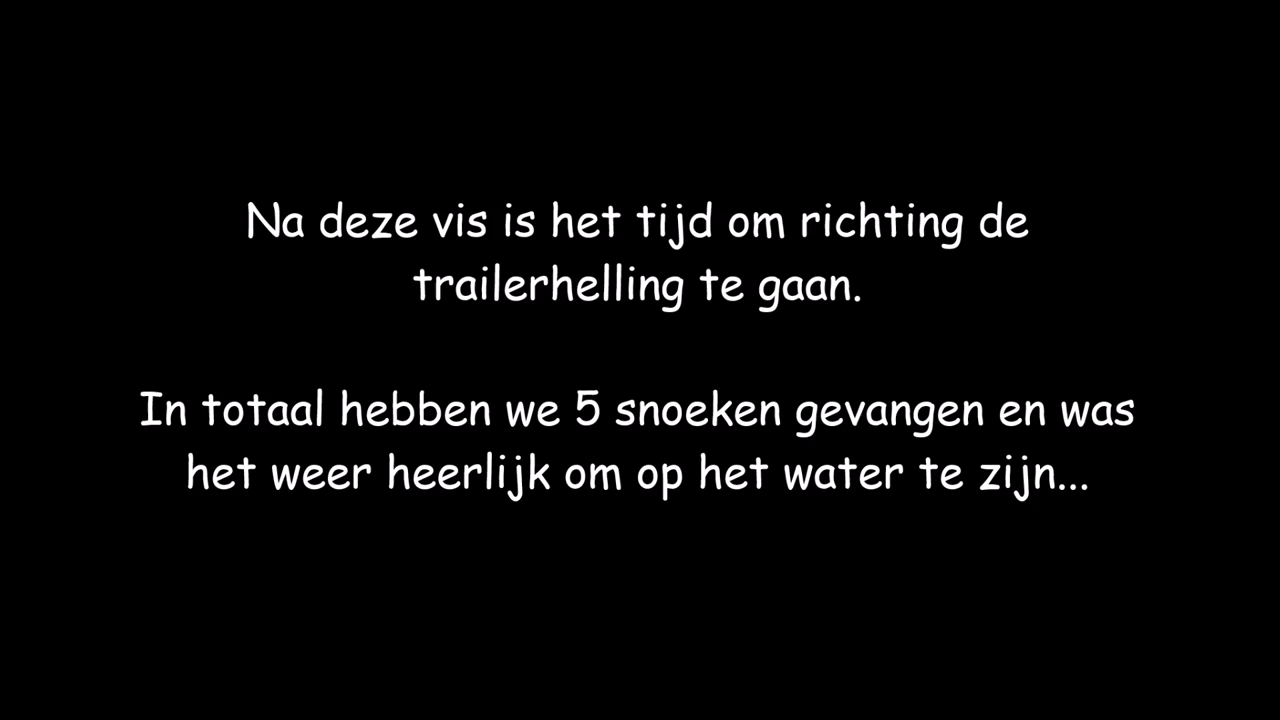 Na deze vis is het tijd om richting de
trailerhelling te gaan.
In totaal hebben we 5 snoeken gevangen en was
het weer heerlijk om op het water te zijn...